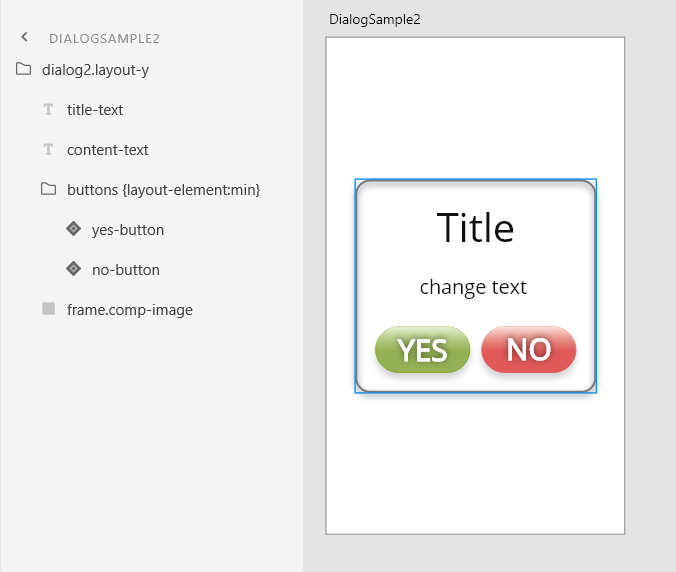 DIALOGSAMPLE2
dialog2.layout-y
title-text
content-text
buttons {layout-element:min}
yes-button
no-button
frame.comp-image
DialogSample2
Title
change text
YES NO